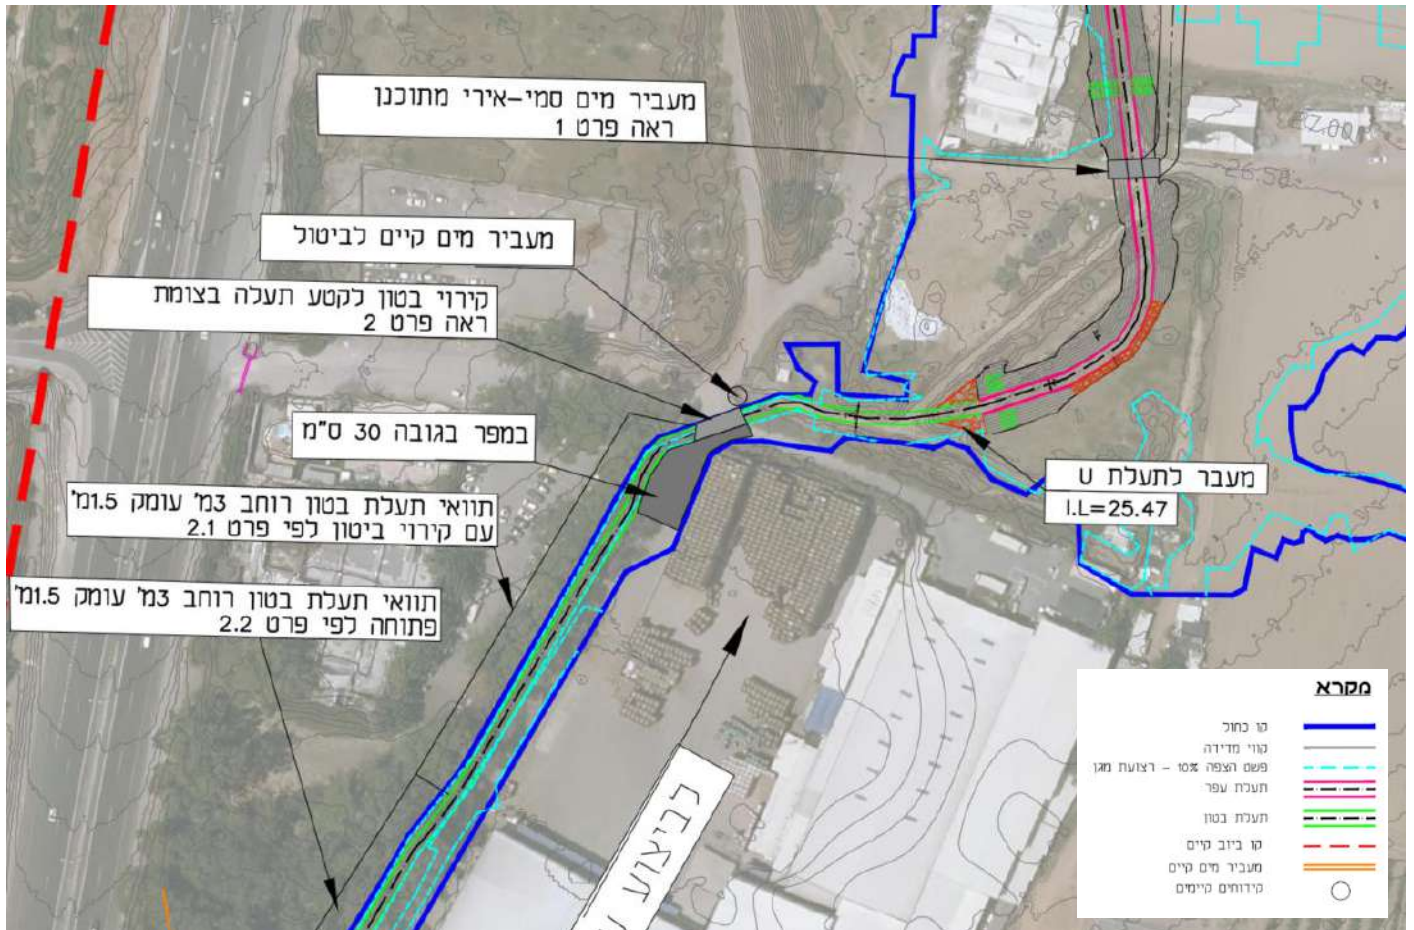 מעביר מים סמי-אירי מתוכנן
ראה פרט 1
מעביר מים קיים לביטול
קירוי בטון לקטע תעלה בצומת
ראה פרט 2
במפר בגובה 30 ס"מ
תוואי תעלת בטון רוחב 3מ' עומק 1.5מ'
עם קירוי ביטון לפי פרט 2.1
תוואי תעלת בטון רוחב 3מ' עומק 1.5מ'
פתוחה לפי פרט 2.2
מעבר לתעלת U
I.L=25.47
לביצוע
מקרא
קו כחול
קווי מדידה
פשט הצפה 10% - רצועת מגן
תעלת עפר
תעלת בטון
קו ביוב קיים
מעביר מים קיים
קידוחים קיימים